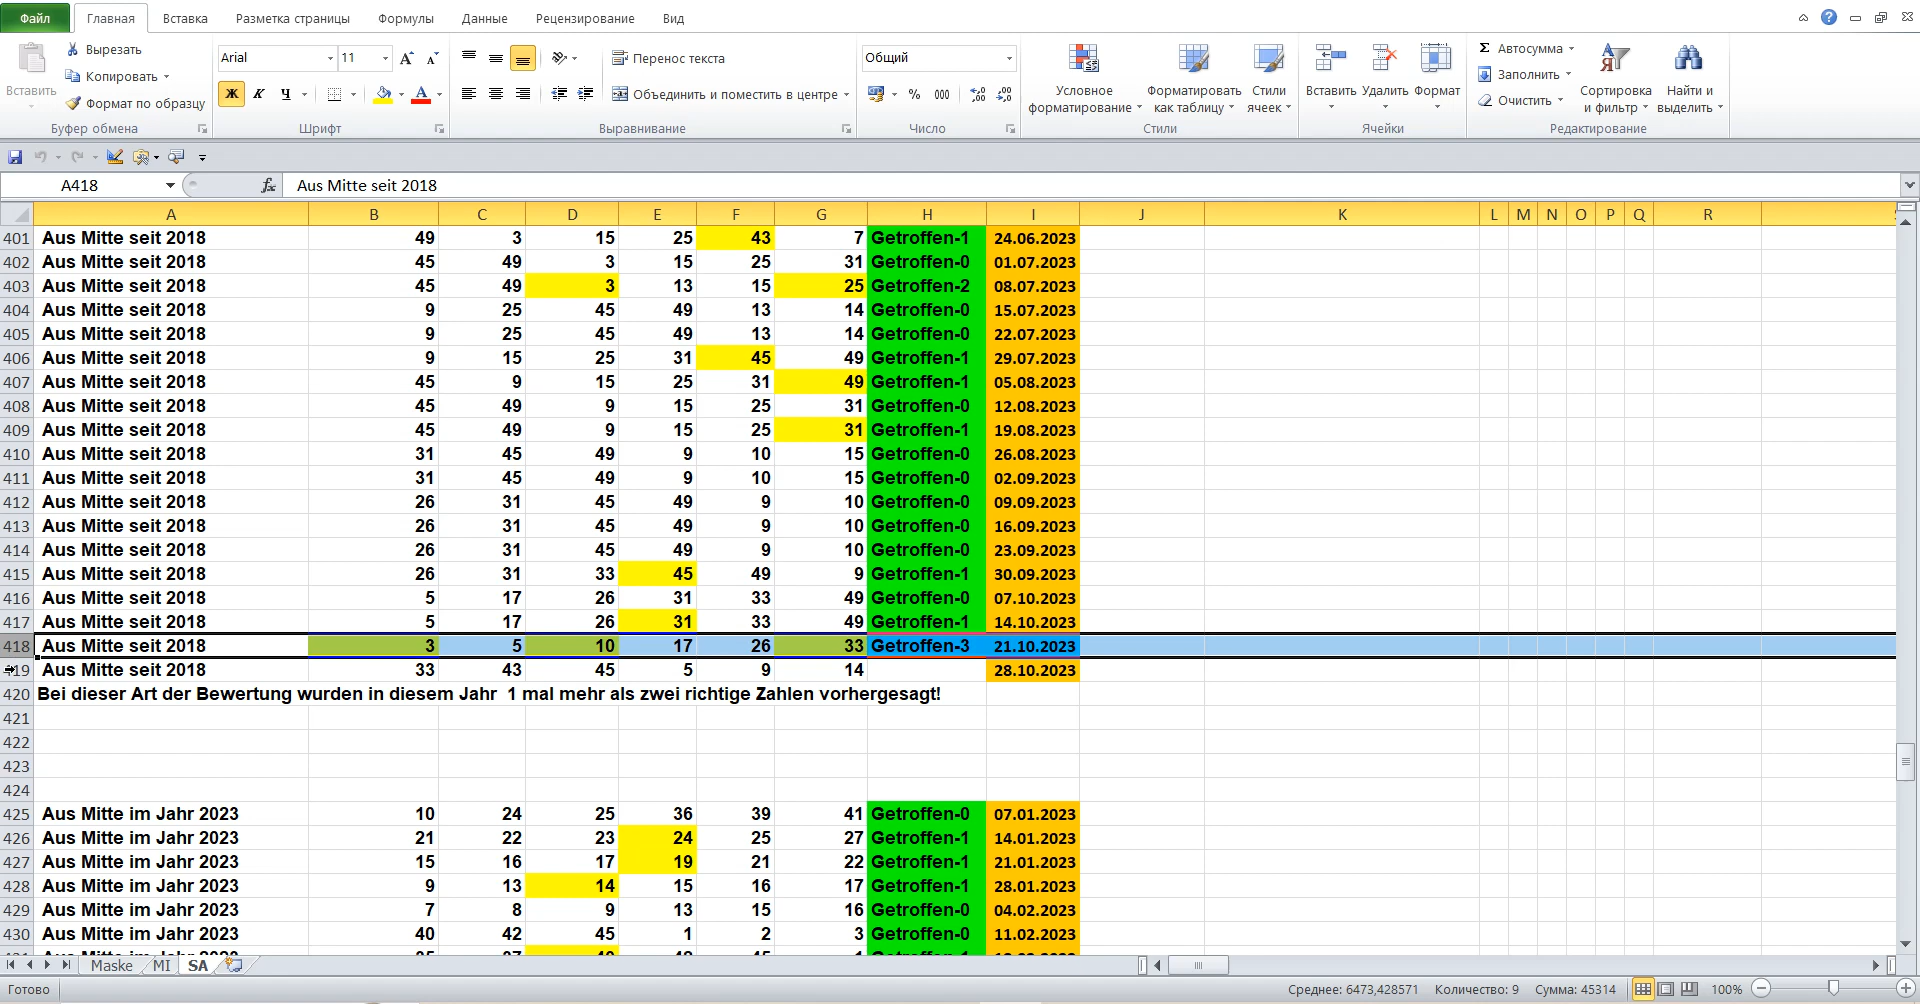 Файл Главная Вставка Разметка страницы Формулы Данные Рецензирование Вид
Вставить
Вырезать
Копировать
Формат по образцу
Буфер обмена
Arial 11
Ж К Ч А
Шрифт
Перенос текста
Объединить и поместить в центре
Выравнивание
Общий
% 000
Число
Условное форматирование
Форматировать как таблицу
Стили ячеек
Стили
Вставить Удалить Формат
Ячейки
Σ Автосумма
Заполнить
Очистить
Сортировка и фильтр
Найти и выделить
Редактирование
A418 fx Aus Mitte seit 2018
A B C D E F G H I J K L M N O P Q R
401 Aus Mitte seit 2018 49 3 15 25 43 7 Getroffen-1 24.06.2023
402 Aus Mitte seit 2018 45 49 3 15 25 31 Getroffen-0 01.07.2023
403 Aus Mitte seit 2018 45 49 3 13 15 25 Getroffen-2 08.07.2023
404 Aus Mitte seit 2018 9 25 45 49 13 14 Getroffen-0 15.07.2023
405 Aus Mitte seit 2018 9 25 45 49 13 14 Getroffen-0 22.07.2023
406 Aus Mitte seit 2018 9 15 25 31 45 49 Getroffen-1 29.07.2023
407 Aus Mitte seit 2018 45 9 15 25 31 49 Getroffen-1 05.08.2023
408 Aus Mitte seit 2018 45 49 9 15 25 31 Getroffen-0 12.08.2023
409 Aus Mitte seit 2018 45 49 9 15 25 31 Getroffen-1 19.08.2023
410 Aus Mitte seit 2018 31 45 49 9 10 15 Getroffen-0 26.08.2023
411 Aus Mitte seit 2018 31 45 49 9 10 15 Getroffen-0 02.09.2023
412 Aus Mitte seit 2018 26 31 45 49 9 10 Getroffen-0 09.09.2023
413 Aus Mitte seit 2018 26 31 45 49 9 10 Getroffen-0 16.09.2023
414 Aus Mitte seit 2018 26 31 45 49 9 10 Getroffen-0 23.09.2023
415 Aus Mitte seit 2018 26 31 33 45 49 9 Getroffen-1 30.09.2023
416 Aus Mitte seit 2018 5 17 26 31 33 49 Getroffen-0 07.10.2023
417 Aus Mitte seit 2018 5 17 26 31 33 49 Getroffen-1 14.10.2023
418 Aus Mitte seit 2018 3 5 10 17 26 33 Getroffen-3 21.10.2023
419 Aus Mitte seit 2018 33 43 45 5 9 14 28.10.2023
420 Bei dieser Art der Bewertung wurden in diesem Jahr 1 mal mehr als zwei richtige Zahlen vorhergesagt!
421
422
423
424
425 Aus Mitte im Jahr 2023 10 24 25 36 39 41 Getroffen-0 07.01.2023
426 Aus Mitte im Jahr 2023 21 22 23 24 25 27 Getroffen-1 14.01.2023
427 Aus Mitte im Jahr 2023 15 16 17 19 21 22 Getroffen-1 21.01.2023
428 Aus Mitte im Jahr 2023 9 13 14 15 16 17 Getroffen-1 28.01.2023
429 Aus Mitte im Jahr 2023 7 8 9 13 15 16 Getroffen-0 04.02.2023
430 Aus Mitte im Jahr 2023 40 42 45 1 2 3 Getroffen-0 11.02.2023
Maske MI SA
Готово Среднее: 6473,428571 Количество: 9 Сумма: 45314 100%